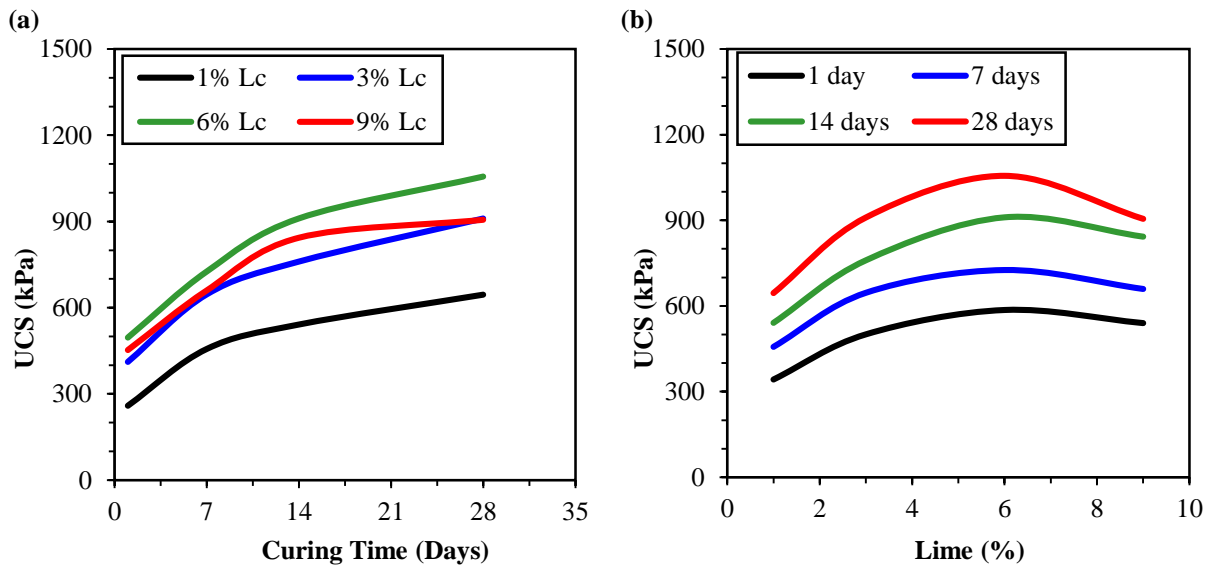 (a)
1500
1200
900
600
300
0
UCS (kPa)
1% Lc
3% Lc
6% Lc
9% Lc
0 7 14 21 28 35
Curing Time (Days)
(b)
1500
1200
900
600
300
0
UCS (kPa)
1 day
7 days
14 days
28 days
0 2 4 6 8 10
Lime (%)